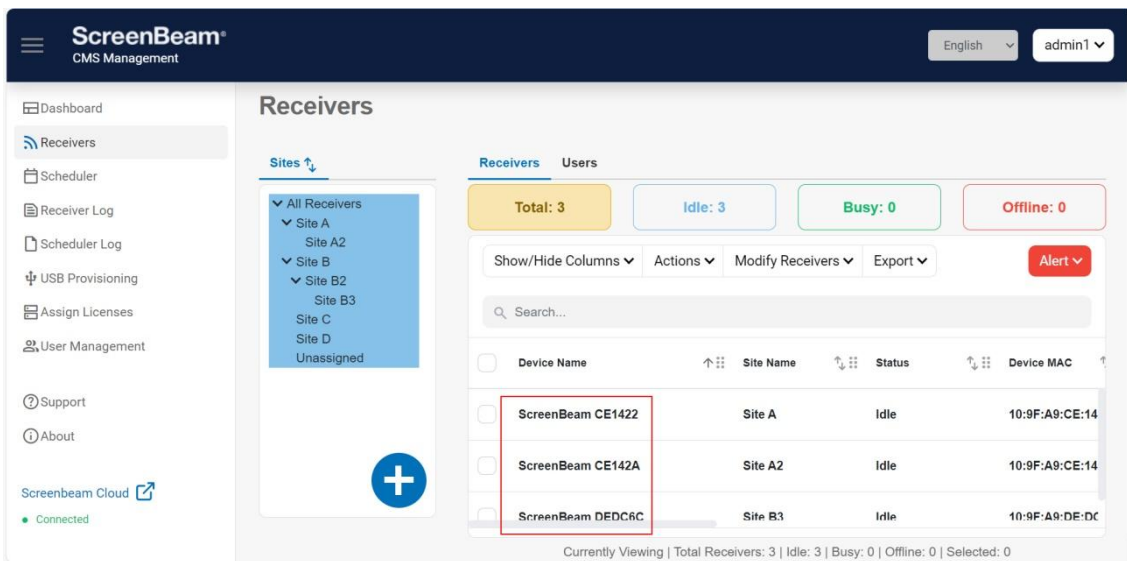 ScreenBeam®
CMS Management
English
admin1
Dashboard
Receivers
Scheduler
Receiver Log
Scheduler Log
USB Provisioning
Assign Licenses
User Management
Support
About
Screenbeam Cloud
Connected
Receivers
Sites
All Receivers
Site A
Site A2
Site B
Site B2
Site B3
Site C
Site D
Unassigned
Receivers Users
Total: 3 Idle: 3 Busy: 0 Offline: 0
Show/Hide Columns Actions Modify Receivers Export Alert
Search...
Device Name Site Name Status Device MAC
ScreenBeam CE1422 Site A Idle 10:9F:A9:CE:14
ScreenBeam CE142A Site A2 Idle 10:9F:A9:CE:14
ScreenBeam DEDC6C Site B3 Idle 10:9F:A9:DE:DC
Currently Viewing | Total Receivers: 3 | Idle: 3 | Busy: 0 | Offline: 0 | Selected: 0